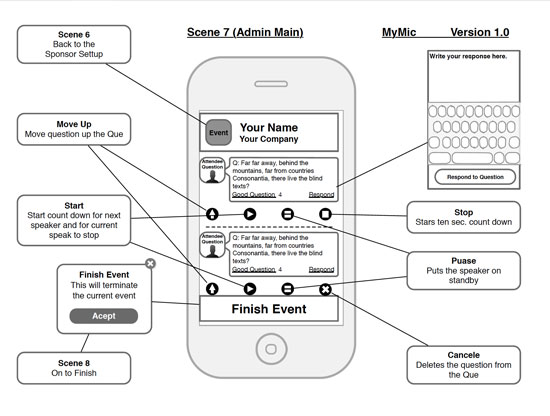 Scene 7 (Admin Main)
MyMic Version 1.0
Scene 6
Back to the
Sponsor Settup
Move Up
Move question up the Que
Start
Start count down for next
speaker and for current
speak to stop
Finish Event
This will terminate
the current event
Acept
Scene 8
On to Finish
Event
Your Name
Your Company
Attendee
Question
Q: Far far away, behind the
mountains, far from countries
Consonantia, there live the blind
texts?
Good Question 4 Respond
Attendee
Question
Q: Far far away, behind the
mountains, far from countries
Consonantia, there live the blind
texts?
Good Question 4 Respond
Finish Event
Write your response here.
Respond to Question
Stop
Stars ten sec. count down
Puase
Puts the speaker on
standby
Cancele
Deletes the question from
the Que